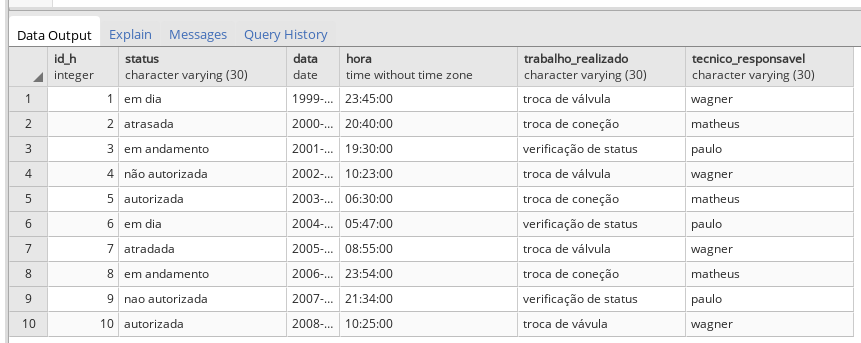 Data Output Explain Messages Query History
id_h status data hora trabalho_realizado tecnico_responsavel
integer character varying (30) date time without time zone character varying (30) character varying (30)
1 1 em dia 1999-... 23:45:00 troca de válvula wagner
2 2 atrasada 2000-... 20:40:00 troca de coneção matheus
3 3 em andamento 2001-... 19:30:00 verificação de status paulo
4 4 não autorizada 2002-... 10:23:00 troca de válvula wagner
5 5 autorizada 2003-... 06:30:00 troca de coneção matheus
6 6 em dia 2004-... 05:47:00 verificação de status paulo
7 7 atradada 2005-... 08:55:00 troca de válvula wagner
8 8 em andamento 2006-... 23:54:00 troca de coneção matheus
9 9 nao autorizada 2007-... 21:34:00 verificação de status paulo
10 10 autorizada 2008-... 10:25:00 troca de vávula wagner